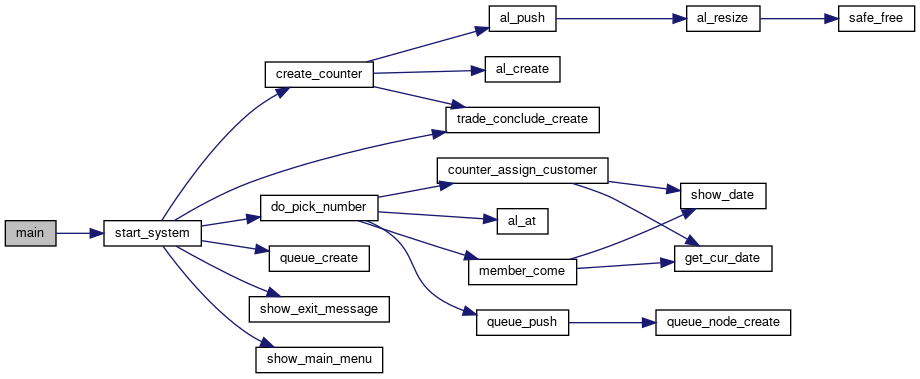 main
start_system
create_counter
al_push
al_resize
safe_free
al_create
trade_conclude_create
do_pick_number
counter_assign_customer
show_date
get_cur_date
al_at
member_come
queue_push
queue_node_create
queue_create
show_exit_message
show_main_menu